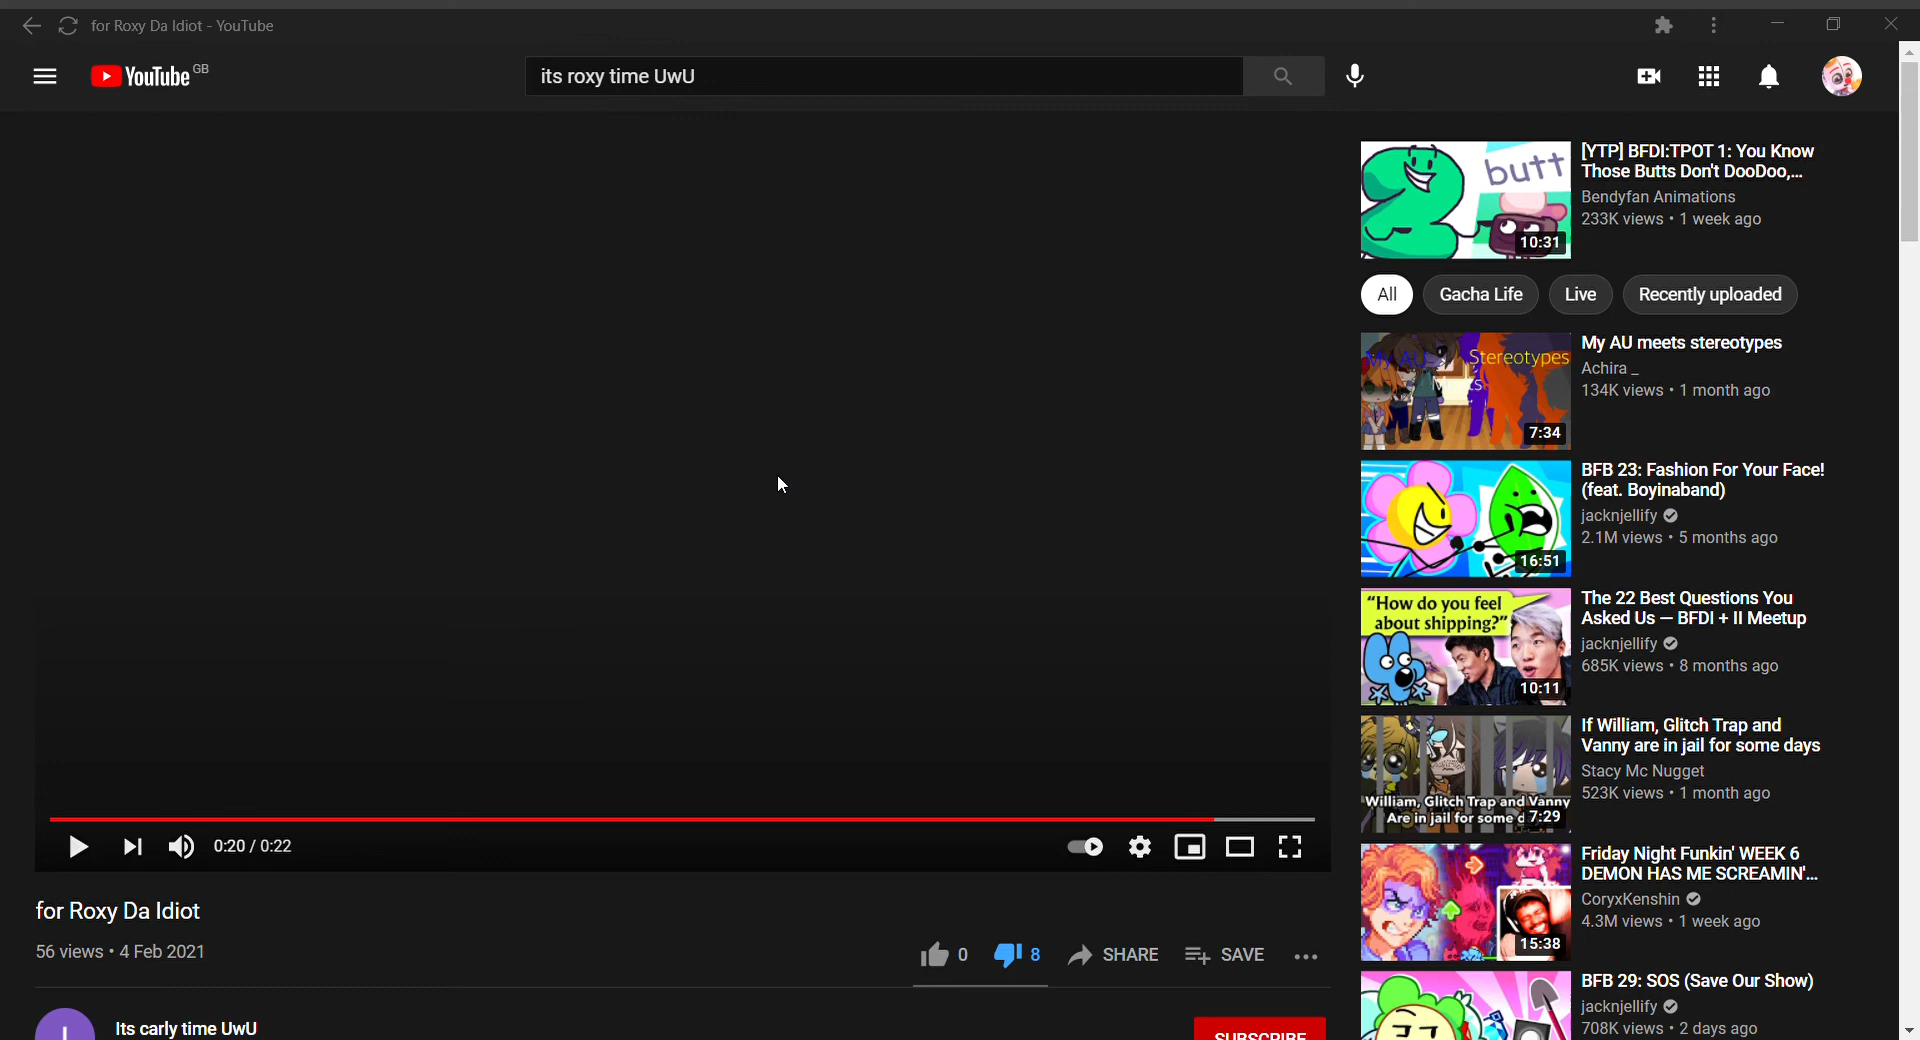 for Roxy Da Idiot - YouTube
YouTube GB
its roxy time UwU
butt
10:31
[YTP] BFDI:TPOT 1: You Know
Those Butts Don't DooDoo,...
Bendyfan Animations
233K views • 1 week ago
All
Gacha Life
Live
Recently uploaded
My AU
Stereotypes
7:34
My AU meets stereotypes
Achira _
134K views • 1 month ago
16:51
BFB 23: Fashion For Your Face!
(feat. Boyinaband)
jacknjellify
2.1M views • 5 months ago
"How do you feel
about shipping?"
10:11
The 22 Best Questions You
Asked Us — BFDI + II Meetup
jacknjellify
685K views • 8 months ago
William, Glitch Trap and Vanny
Are in jail for some d
7:29
If William, Glitch Trap and
Vanny are in jail for some days
Stacy Mc Nugget
523K views • 1 month ago
15:38
Friday Night Funkin' WEEK 6
DEMON HAS ME SCREAMIN'...
CoryxKenshin
4.3M views • 1 week ago
BFB 29: SOS (Save Our Show)
jacknjellify
708K views • 2 days ago
0:20 / 0:22
for Roxy Da Idiot
56 views • 4 Feb 2021
0
8
SHARE
SAVE
I
Its carly time UwU
SUBSCRIBE